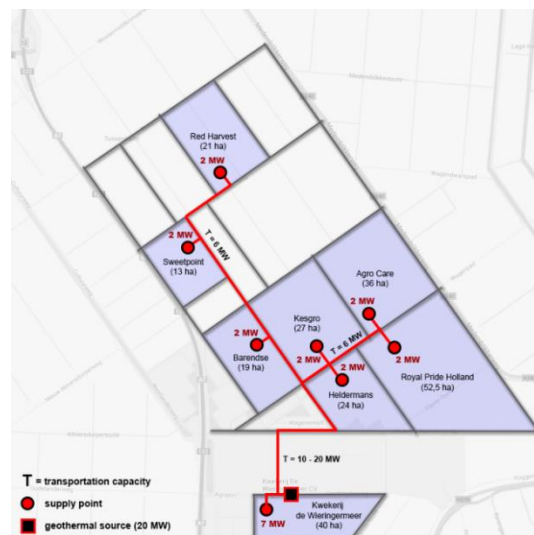 Red Harvest
(21 ha)
2 MW
2 MW
T = 6 MW
Sweetpoint
(13 ha)
Agro Care
(36 ha)
2 MW
Kesgro
(27 ha)
T = 6 MW
2 MW
Barendse
(19 ha)
2 MW
2 MW
2 MW
Royal Pride Holland
(52,5 ha)
Heldermans
(24 ha)
T = 10 - 20 MW
T = transportation capacity
supply point
geothermal source (20 MW)
Kwekerij
de Wieringermeer
(40 ha)
7 MW